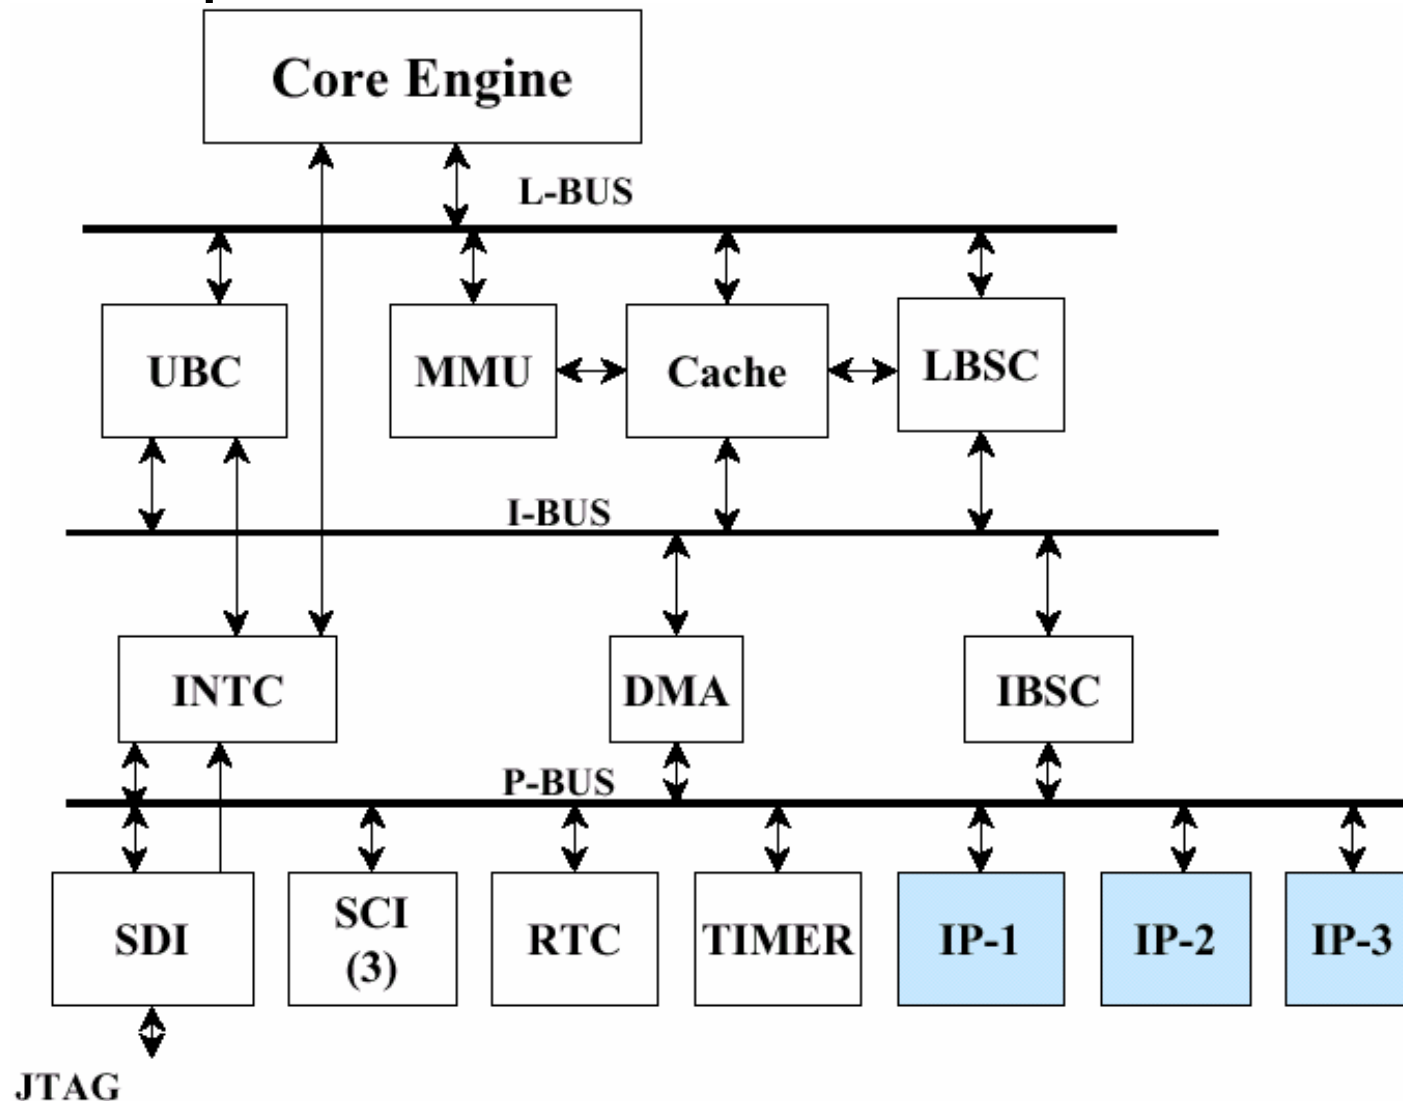 Core Engine
L-BUS
UBC
MMU
Cache
LBSC
I-BUS
INTC
DMA
IBSC
P-BUS
SDI
SCI
(3)
RTC
TIMER
IP-1
IP-2
IP-3
JTAG